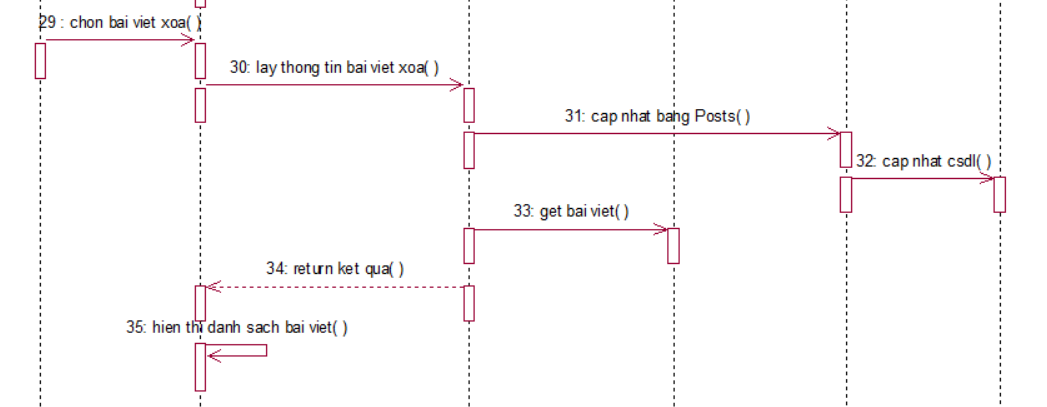 29 : chon bai viet xoa( )
30: lay thong tin bai viet xoa( )
31: cap nhat bang Posts( )
32: cap nhat csdl( )
33: get bai viet( )
34: return ket qua( )
35: hien thi danh sach bai viet( )